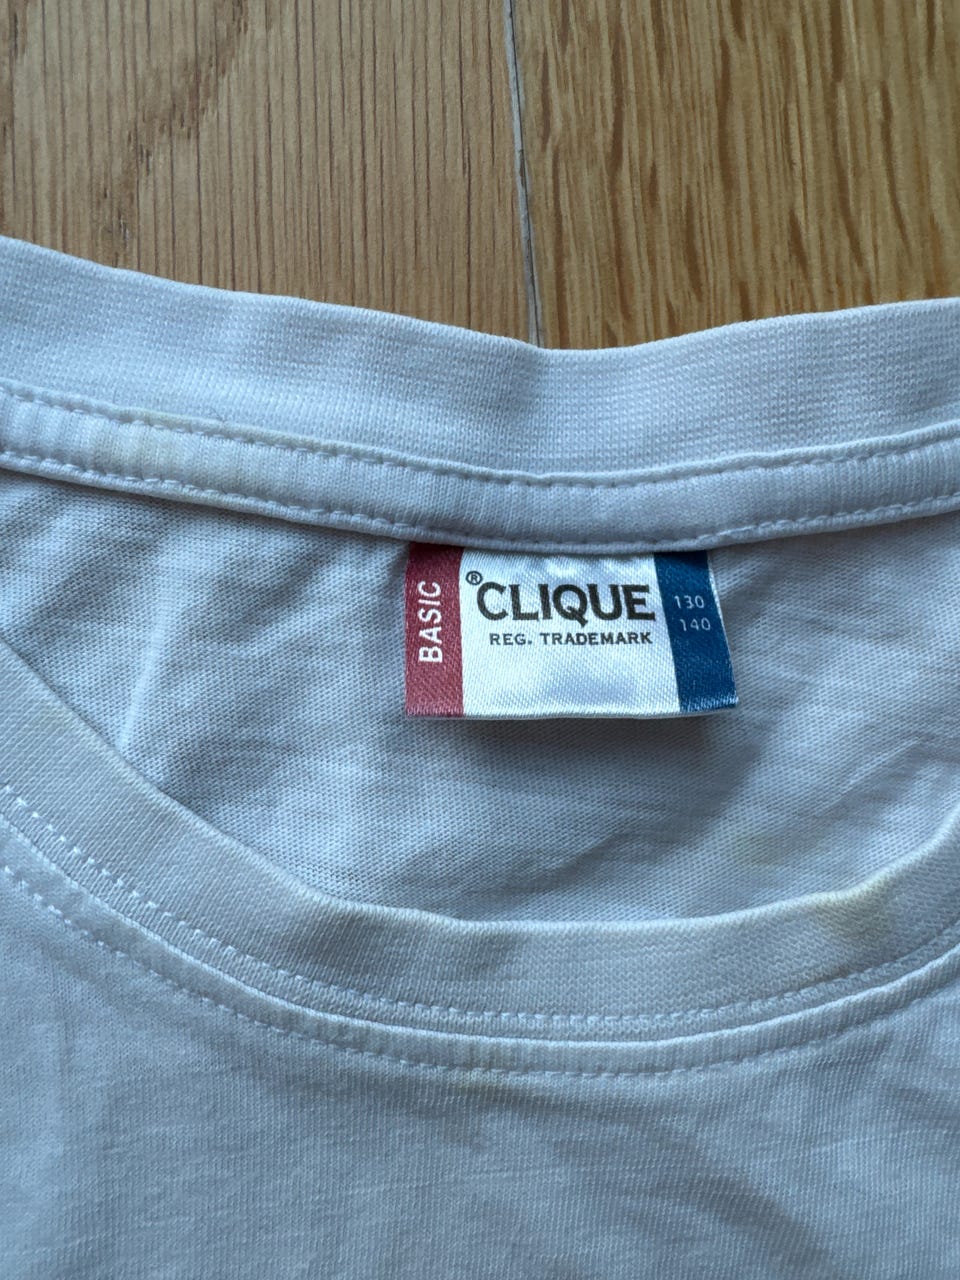 BASIC
®CLIQUE
REG. TRADEMARK
130
140